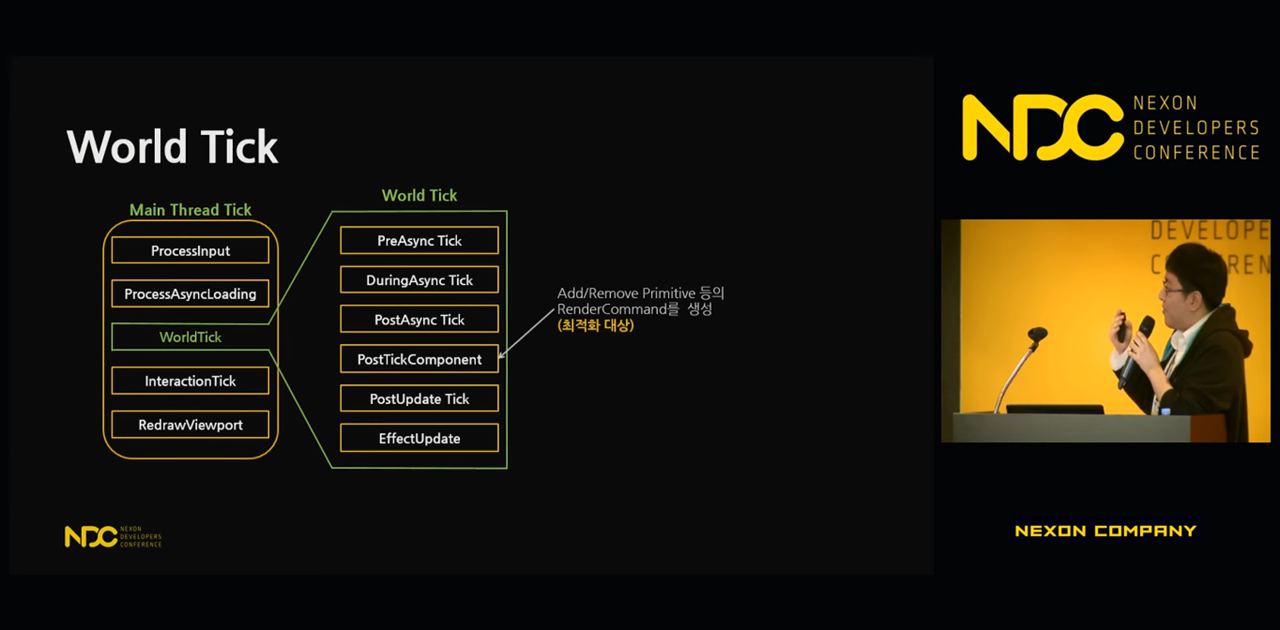 World Tick
Main Thread Tick
ProcessInput
ProcessAsyncLoading
WorldTick
InteractionTick
RedrawViewport
World Tick
PreAsync Tick
DuringAsync Tick
PostAsync Tick
PostTickComponent
PostUpdate Tick
EffectUpdate
Add/Remove Primitive 등의
RenderCommand를 생성
(최적화 대상)
NDC
NEXON
DEVELOPERS
CONFERENCE
NDC
NEXON
DEVELOPERS
CONFERENCE
DEVELOPE
C
REN
NEXON COMPANY